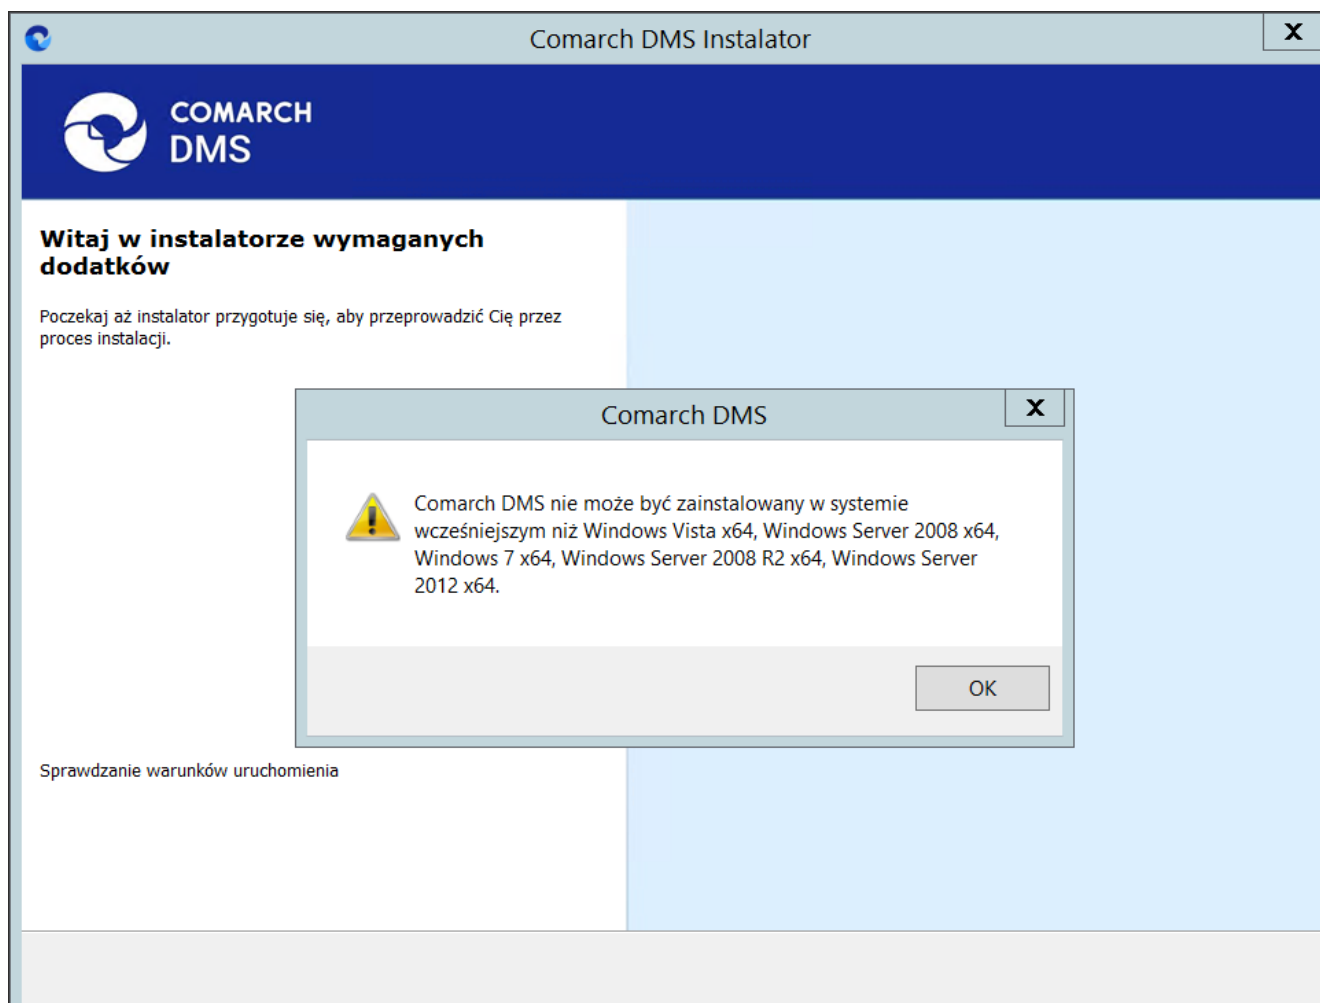 Comarch DMS Instalator
X
COMARCH
DMS
Witaj w instalatorze wymaganych
dodatków
Poczekaj aż instalator przygotuje się, aby przeprowadzić Cię przez
proces instalacji.
Comarch DMS
X
Comarch DMS nie może być zainstalowany w systemie
wcześniejszym niż Windows Vista x64, Windows Server 2008 x64,
Windows 7 x64, Windows Server 2008 R2 x64, Windows Server
2012 x64.
OK
Sprawdzanie warunków uruchomienia